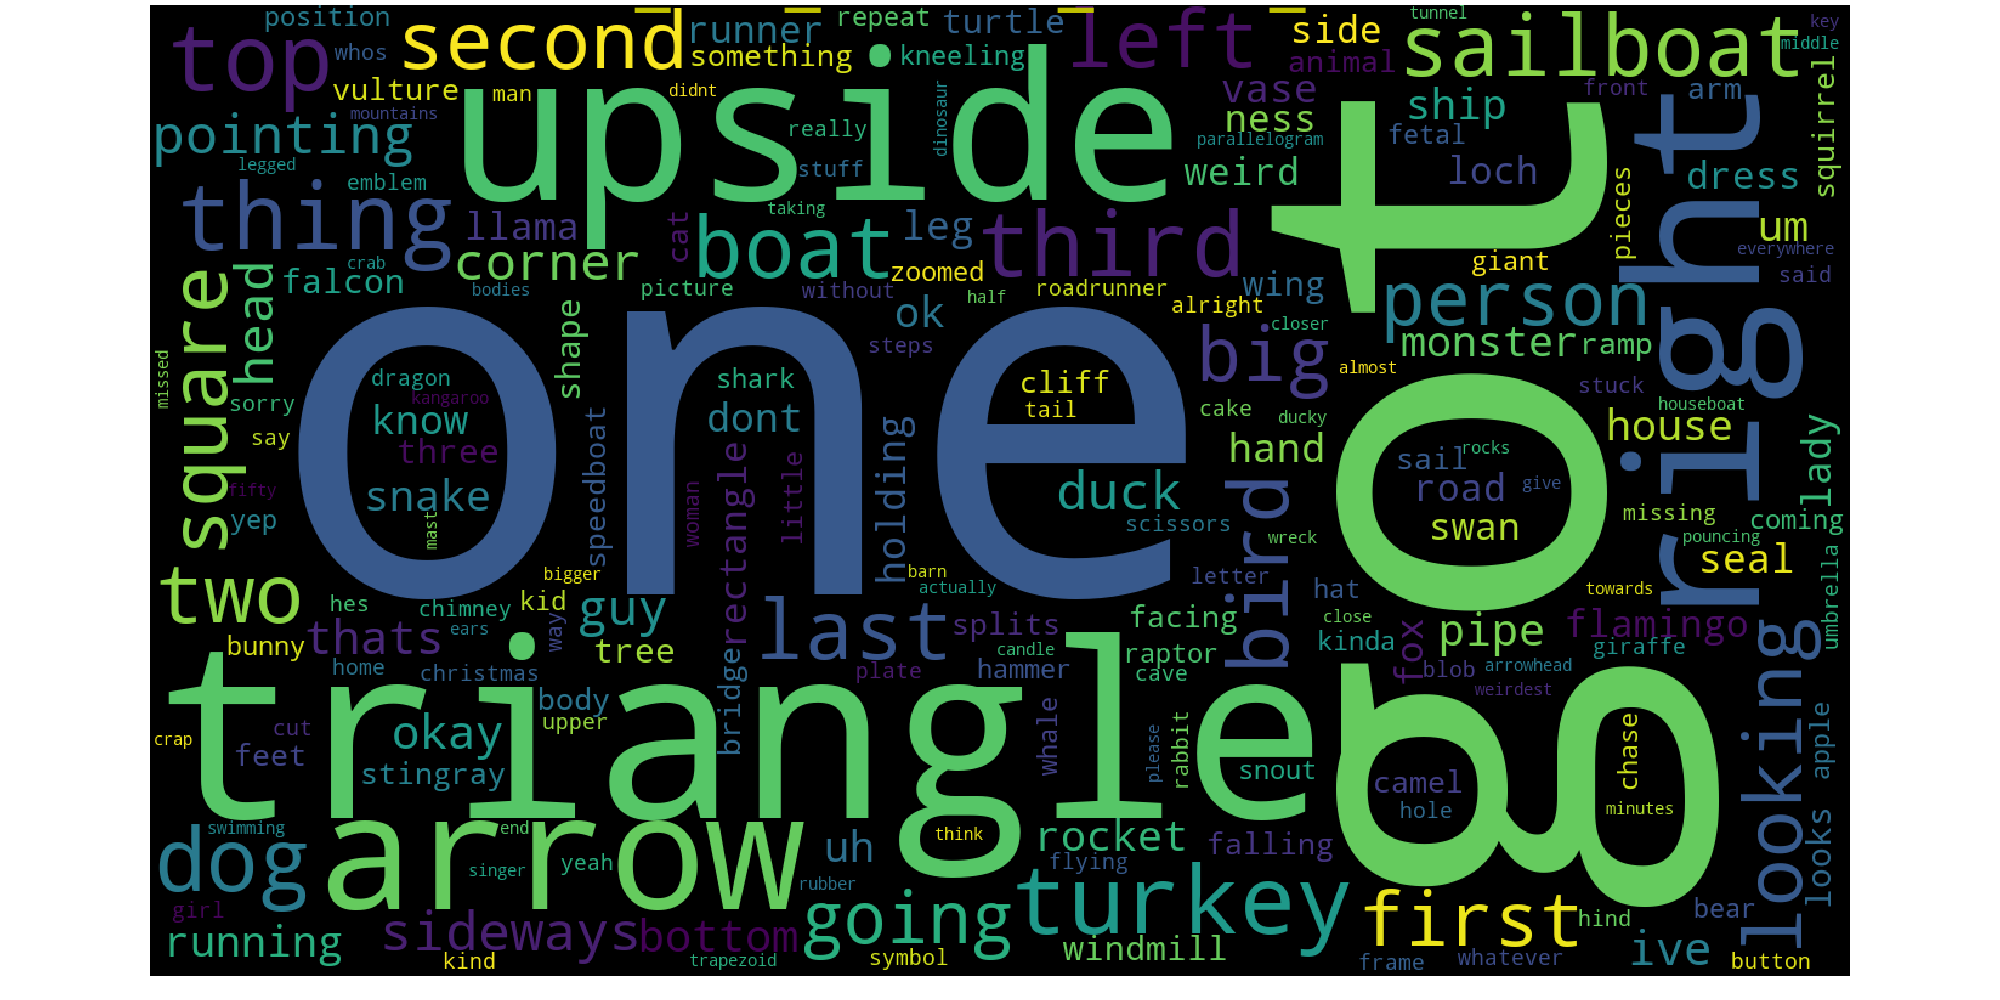 position
whos
second
runner
something
repeat
turtle
kneeling
left
side
animal
sailboat
tunnel
key
middle
top
vulture
man
mountains
didnt
upside
really
stuff
dinosaur
vase
ness
parallelogram
weird
ship
fetal
loch
front
arm
dress
squirrel
pointing
legged
emblem
thing
llama
taking
cat
boat
leg
third
got
right
pieces
um
everywhere
said
corner
crab
falcon
bodies
picture
without
zoomed
half
roadrunner
alright
wing
giant
person
square
head
shape
ok
steps
closer
big
monster
ramp
almost
stuck
houseboat
missed
sorry
say
dragon
kangaroo
know
three
snake
mast
one
shark
dont
cliff
tail
cake
ducky
hand
house
lady
fifty
yep
speedboat
woman
rectangle
little
holding
duck
scissors
bird
wreck
sail
rocks
road
give
swan
missing
coming
pouncing
seal
umbrella
two
hes
chimney
ears
bigger
kid
way
guy
barn
actually
letter
hat
towards
bunny
thats
tree
last
splits
candle
facing
raptor
cave
close
kinda
pipe
flamingo
giraffe
fox
blob
arrowhead
weirdest
looking
home
christmas
body
upper
bridge
plate
hammer
whale
please
rabbit
snout
triangle
crap
cut
feet
okay
stingray
camel
hole
chase
minutes
apple
looks
dog
swimming
arrow
end
singer
yeah
uh
rubber
think
rocket
flying
falling
girl
running
sideways
bottom
going
turkey
first
hind
bear
kind
trapezoid
symbol
windmill
frame
whatever
ive
button